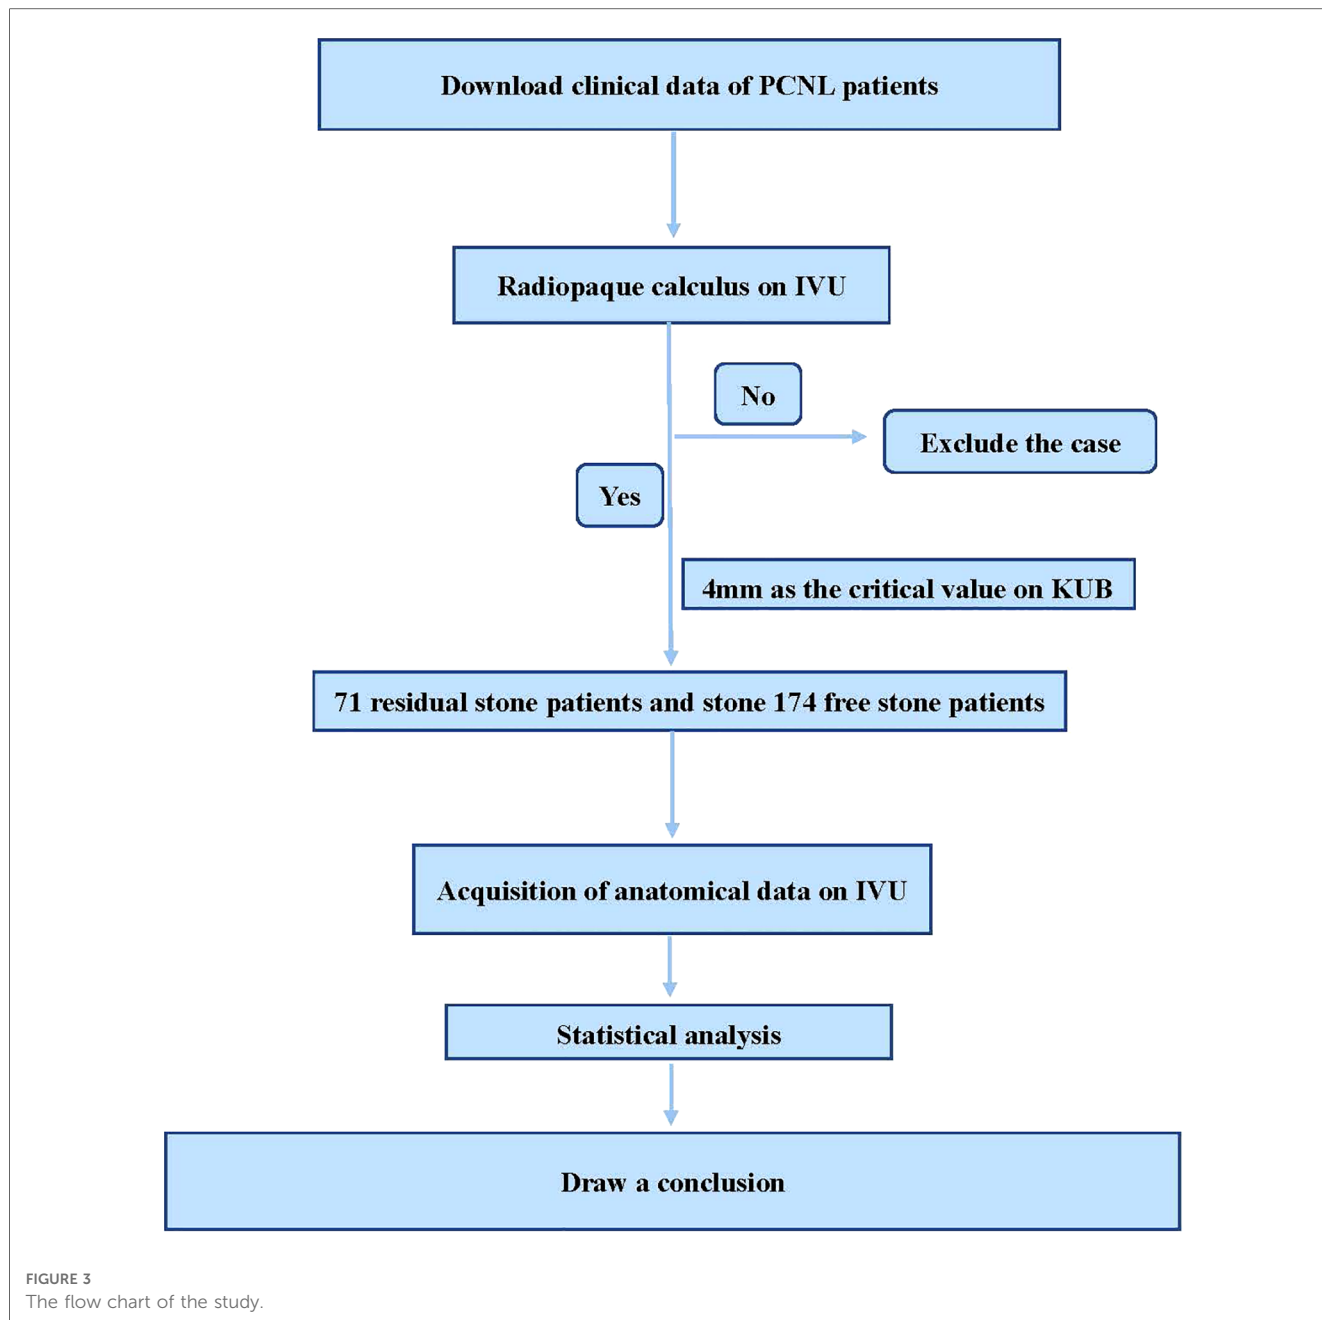 Download clinical data of PCNL patients
Radiopaque calculus on IVU
No
Exclude the case
Yes
4mm as the critical value on KUB
71 residual stone patients and stone 174 free stone patients
Acquisition of anatomical data on IVU
Statistical analysis
Draw a conclusion
FIGURE 3
The flow chart of the study.